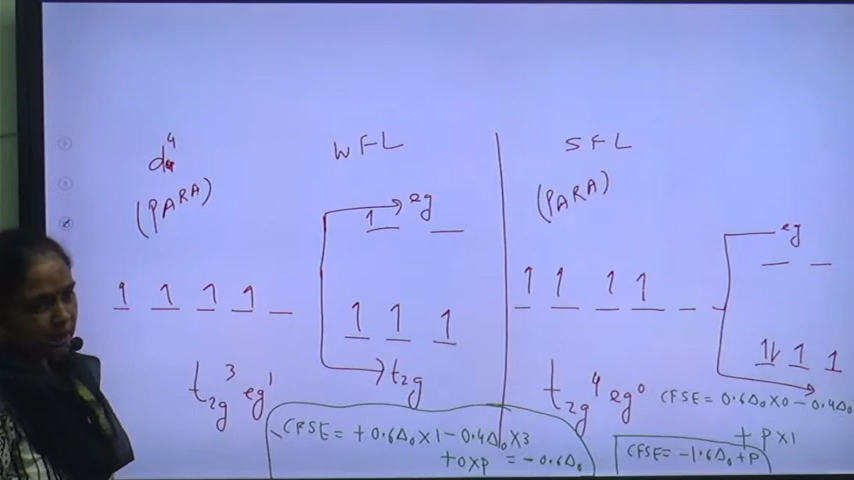 d4
(PARA)
WFL
1 1 1 1
1
eg
1 1 1
t2g
t2g³ eg¹
CFSE = +0.6Δ₀×1-0.4Δ₀×3
+0×P = -0.6Δ₀
SFL
(PARA)
1 1 1 1
eg
1 1 1
t2g⁴ eg⁰
CFSE = 0.6Δ₀×0-0.4Δ₀
+ P×1
CFSE = -1.6Δ₀+P